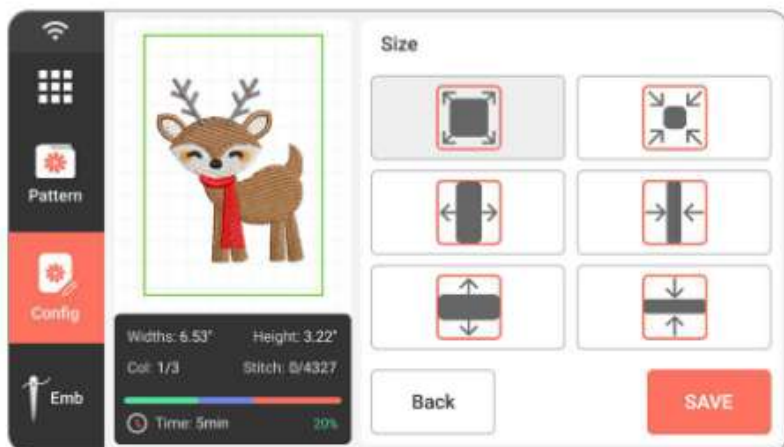 Size
Pattern
Config
Widths: 6.53" Height: 3.22"
Col: 1/3 Stitch: 0/4327
Time: 5min 20%
Emb
Back SAVE